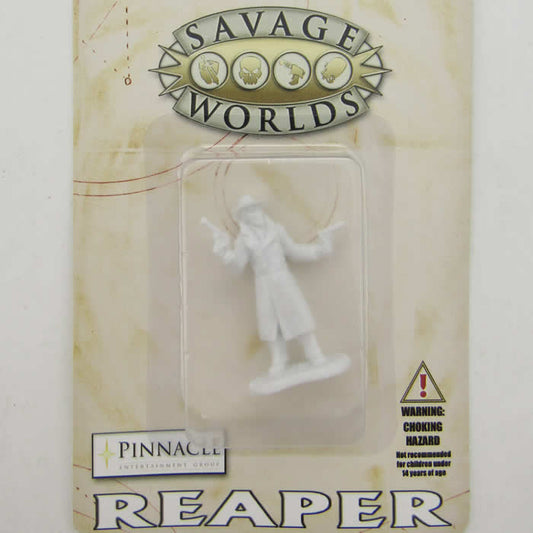 SAVAGE
WORLDS
WARNING:
CHOKING
HAZARD
Not recommended
for children under
14 years of age
PINNACLE
ENTERTAINMENT GROUP
REAPER